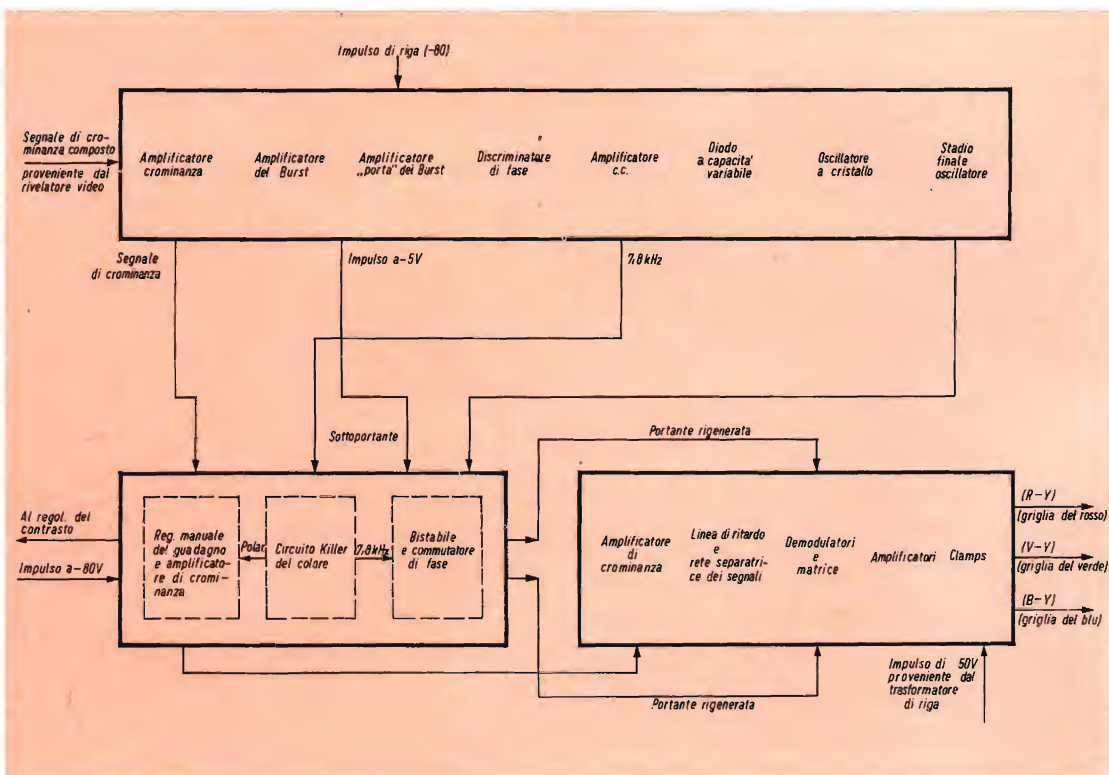 Impulso di riga (-80)
Segnale di cro-
minanza composto
proveniente dal
rivelatore video
Amplificatore
crominanza
Amplificatore
del Burst
Amplificatore
„porta" dei Burst
Discriminatore
di fase
Amplificatore
c.c.
Diodo
a capacita'
variabile
Oscillatore
a cristallo
Stadio
finale
oscillatore
Segnale
di crominanza
Impulso a-5V
7,8 kHz
Sottoportante
Portante rigenerata
Al regol. del
contrasto
Impulso a-80V
Reg. manuale
del guadagno
e amplificato-
re di cromi-
nanza
Polar.
Circuito Killer
del colore
7,8 kHz
Bistabile
e commutatore
di fase
Amplificatore
di
crominanza
Linea di ritardo
e
rete separatri-
ce dei segnali
Demodulatori
e
matrice
Amplificatori
Clamps
(R-Y)
(griglia del rosso)
(V-Y)
(griglia del verde)
(B-Y)
(griglia del blu)
Portante rigenerata
Impulso di 50V
proveniente dal
trasformatore
di riga